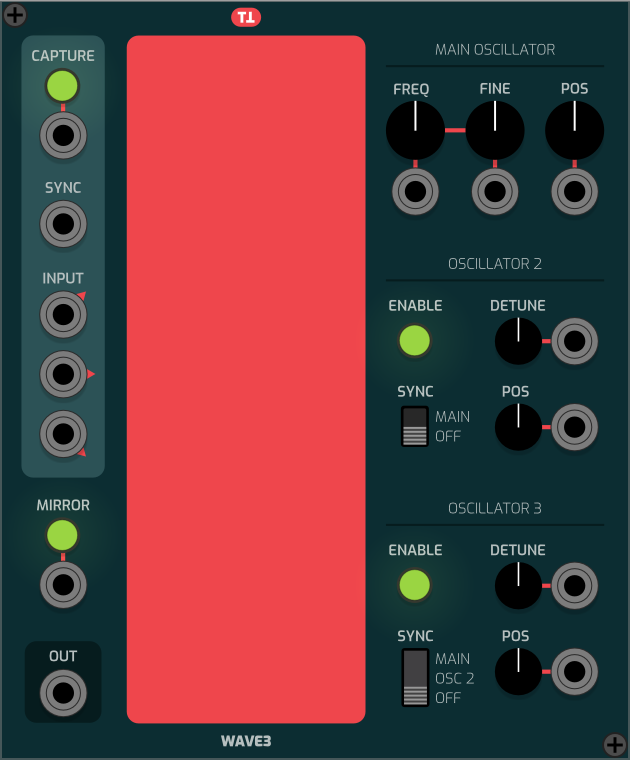 CAPTURE
SYNC
INPUT
MIRROR
OUT
WAVE3
MAIN OSCILLATOR
FREQ FINE POS
OSCILLATOR 2
ENABLE DETUNE
SYNC POS
MAIN
OFF
OSCILLATOR 3
ENABLE DETUNE
SYNC POS
MAIN
OSC 2
OFF